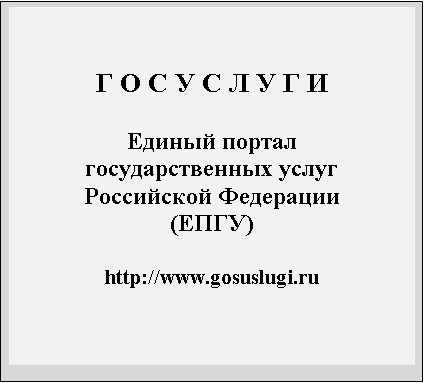 Г О С У С Л У Г И
Единый портал
государственных услуг
Российской Федерации
(ЕПГУ)
http://www.gosuslugi.ru